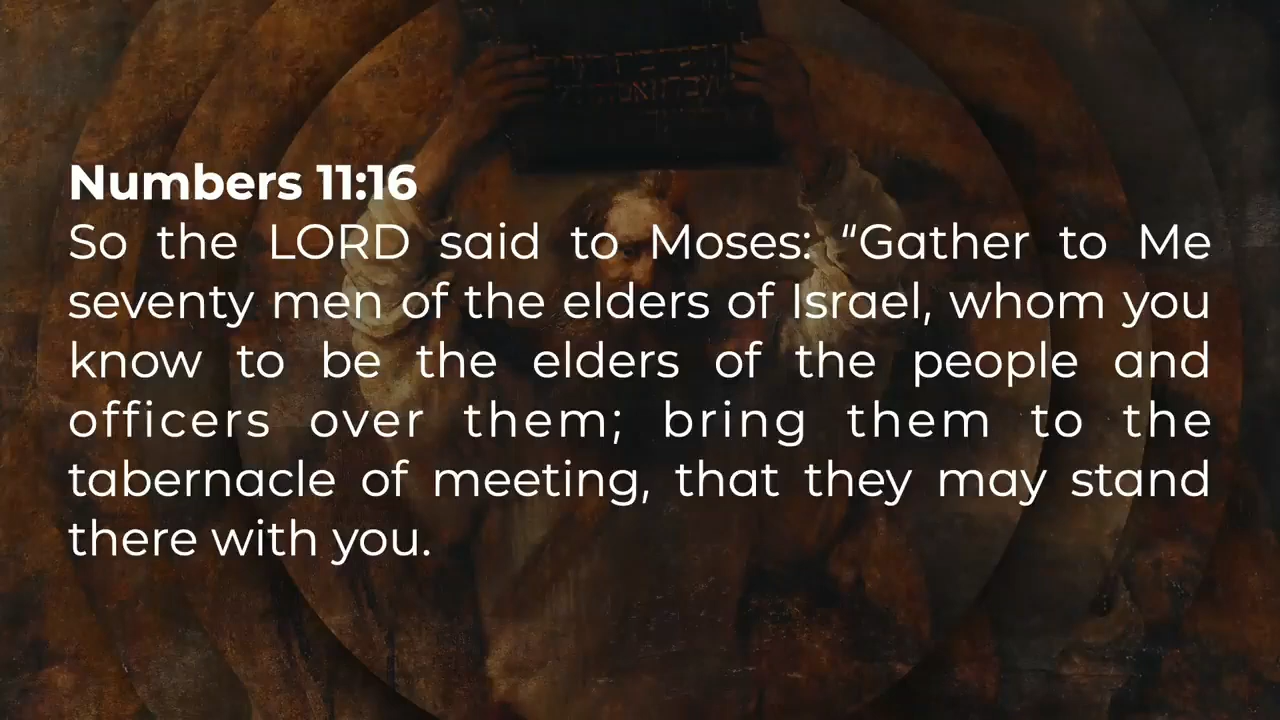 Numbers 11:16
So the LORD said to Moses: “Gather to Me
seventy men of the elders of Israel, whom you
know to be the elders of the people and
officers over them; bring them to the
tabernacle of meeting, that they may stand
there with you.